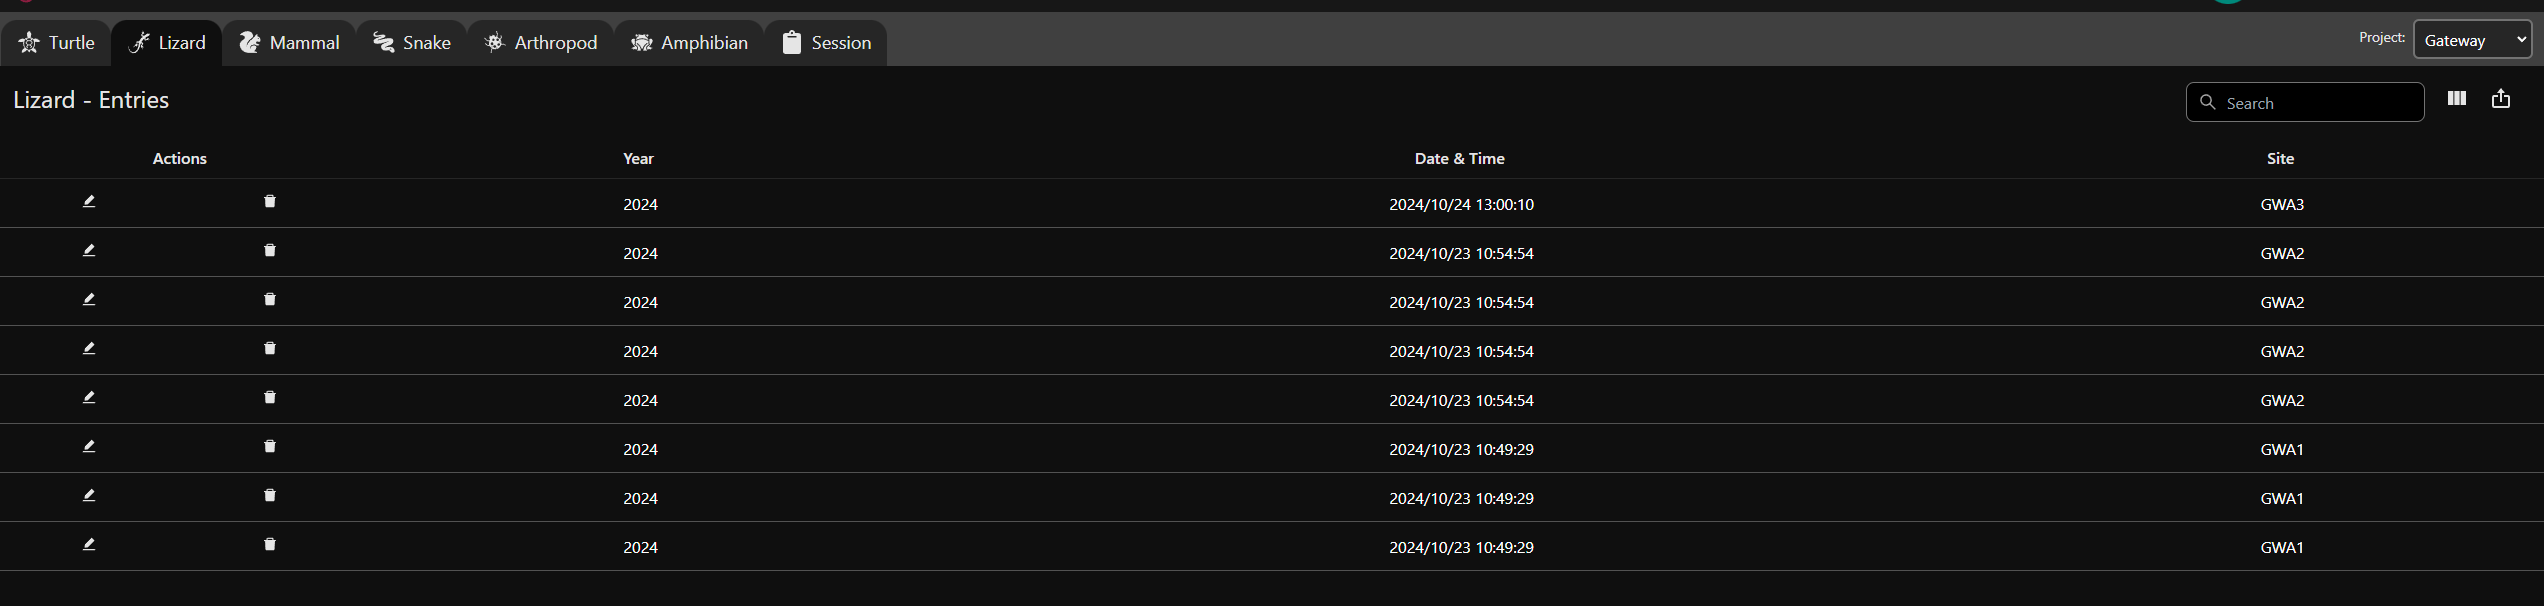 Turtle Lizard Mammal Snake Arthropod Amphibian Session Project: Gateway
Lizard - Entries Search
Actions Year Date & Time Site
2024 2024/10/24 13:00:10 GWA3
2024 2024/10/23 10:54:54 GWA2
2024 2024/10/23 10:54:54 GWA2
2024 2024/10/23 10:54:54 GWA2
2024 2024/10/23 10:54:54 GWA2
2024 2024/10/23 10:49:29 GWA1
2024 2024/10/23 10:49:29 GWA1
2024 2024/10/23 10:49:29 GWA1